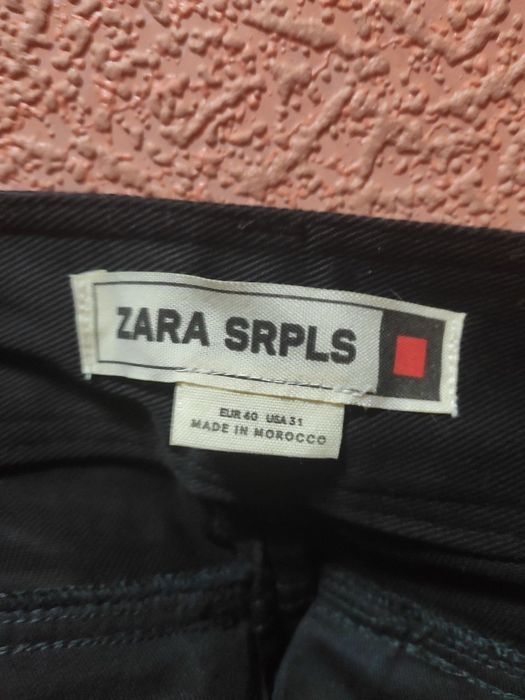 ZARA SRPLS
EUR 40 USA 31
MADE IN MOROCCO